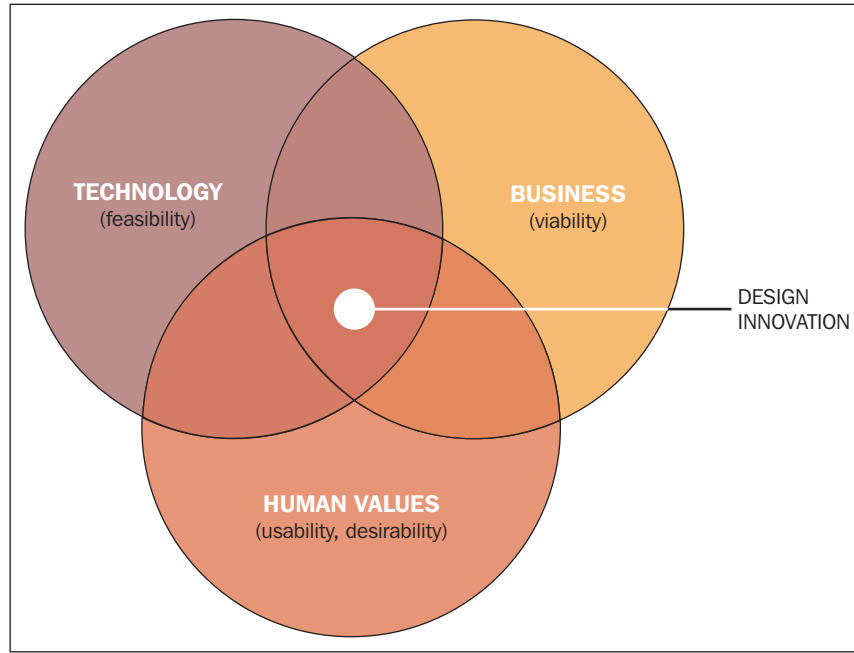 TECHNOLOGY
(feasibility)
BUSINESS
(viability)
DESIGN
INNOVATION
HUMAN VALUES
(usability, desirability)